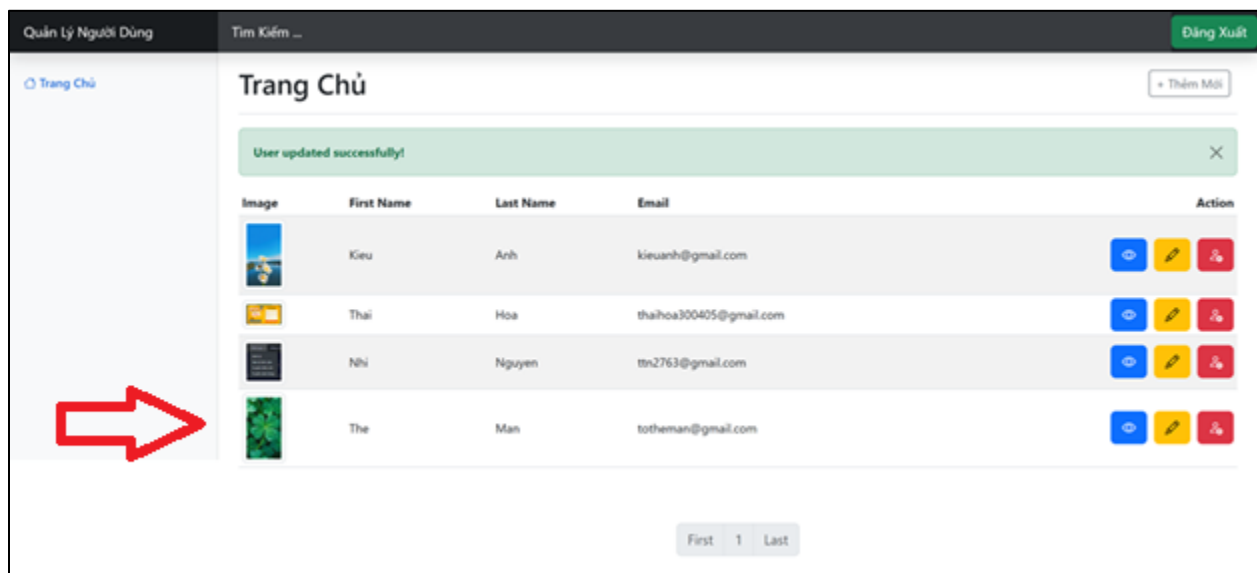 Quản Lý Người Dùng Tìm Kiếm ... Đăng Xuất
Trang Chủ
Trang Chủ + Thêm Mới
User updated successfully!
Image First Name Last Name Email Action
Kieu Anh kieuanh@gmail.com
Thai Hoa thaihoa300405@gmail.com
Nhi Nguyen ttn2763@gmail.com
The Man totheman@gmail.com
First 1 Last